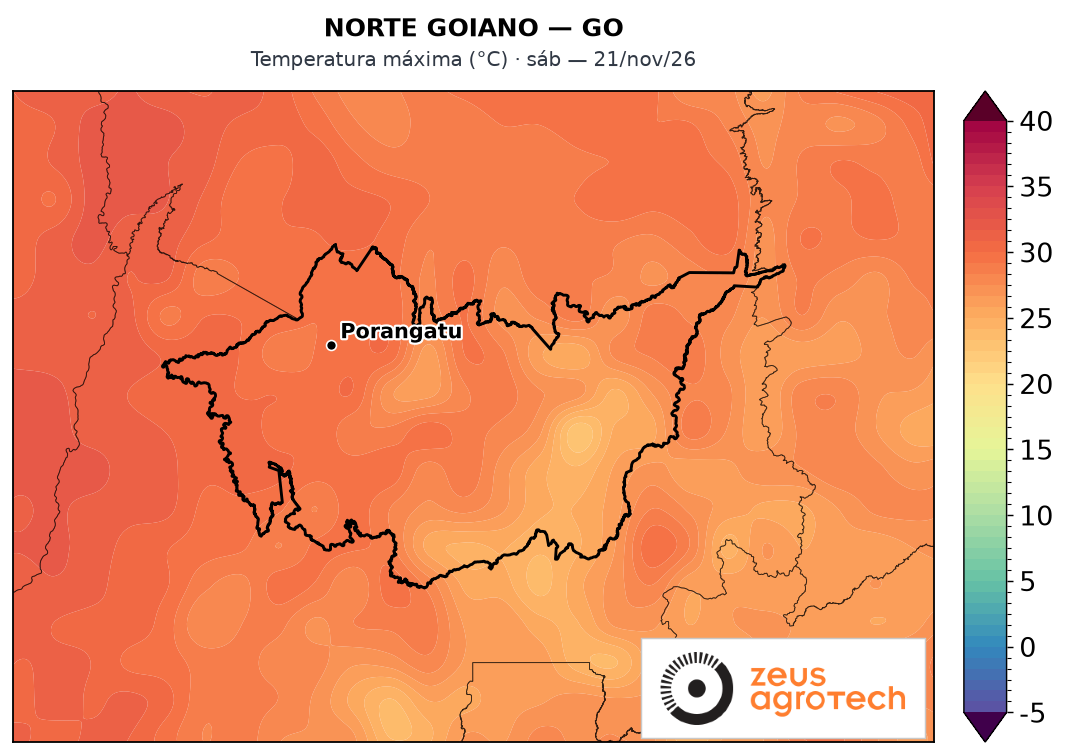 NORTE GOIANO — GO
Temperatura máxima (°C) · sáb — 21/nov/26
40
35
30
25
20
15
10
5
0
-5
Porangatu
zeus
agrotech